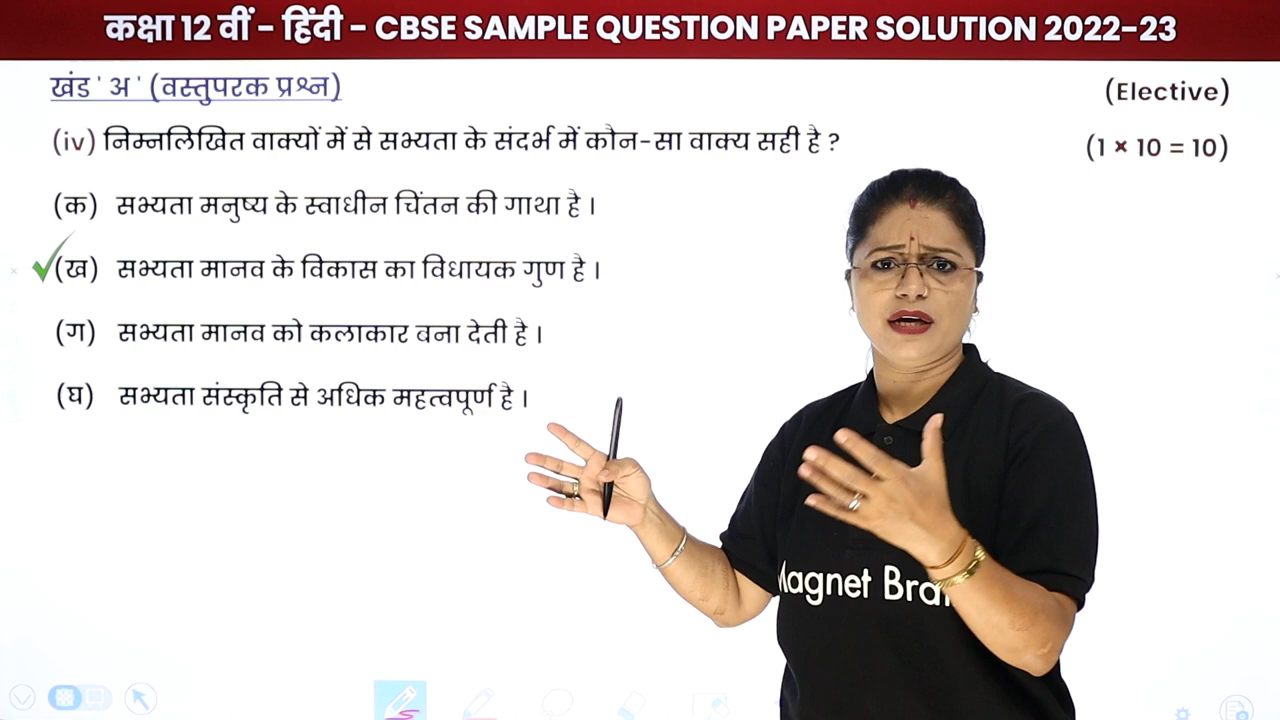 कक्षा 12 वीं - हिंदी - CBSE SAMPLE QUESTION PAPER SOLUTION 2022-23
खंड ' अ ' (वस्तुपरक प्रश्न)
(Elective)
(iv) निम्नलिखित वाक्यों में से सभ्यता के संदर्भ में कौन-सा वाक्य सही है ?
(1 × 10 = 10)
(क) सभ्यता मनुष्य के स्वाधीन चिंतन की गाथा है ।
(ख) सभ्यता मानव के विकास का विधायक गुण है ।
(ग) सभ्यता मानव को कलाकार बना देती है ।
(घ) सभ्यता संस्कृति से अधिक महत्वपूर्ण है ।
Magnet